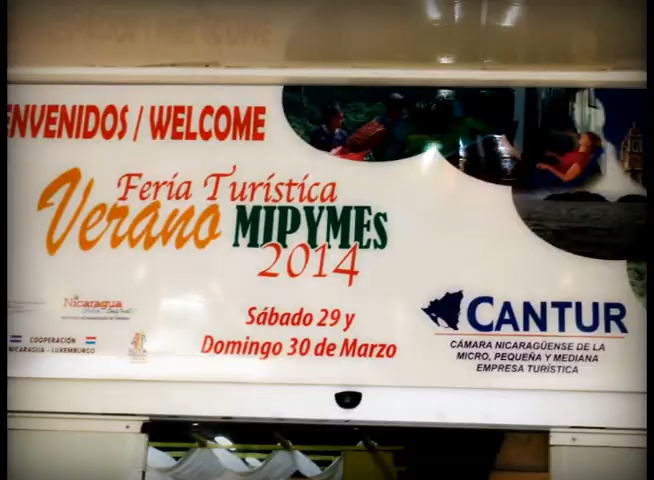 ENVENIDOS / WELCOME
Feria Turística
Verano MIPYMEs
2014
Sábado 29 y
Domingo 30 de Marzo
Nicaragua
COOPERACIÓN
NICARAGUA - LUXEMBURGO
CANTUR
CÁMARA NICARAGÜENSE DE LA
MICRO, PEQUEÑA Y MEDIANA
EMPRESA TURÍSTICA